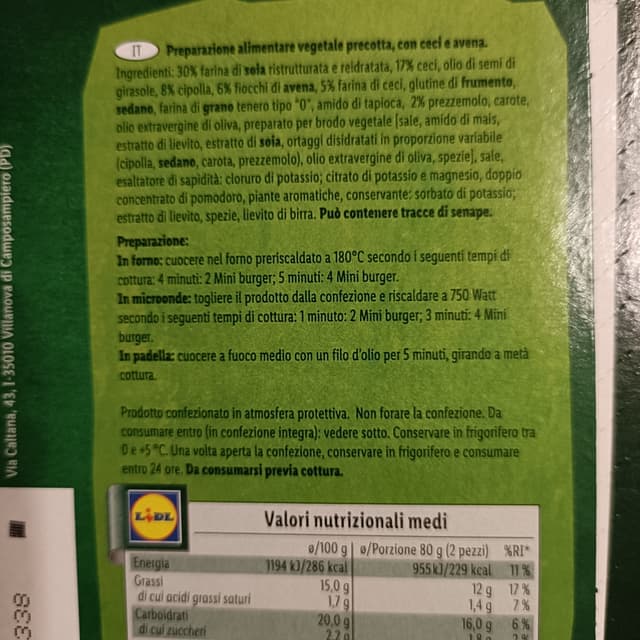 IT Preparazione alimentare vegetale precotta, con ceci e avena.
Ingredienti: 30% farina di soia ristrutturata e reidratata, 17% ceci, olio di semi di
girasole, 8% cipolla, 6% fiocchi di avena, 5% farina di ceci, glutine di frumento,
sedano, farina di grano tenero tipo "0", amido di tapioca, 2% prezzemolo, carote,
olio extravergine di oliva, preparato per brodo vegetale [sale, amido di mais,
estratto di lievito, estratto di soia, ortaggi disidratati in proporzione variabile
(cipolla, sedano, carota, prezzemolo), olio extravergine di oliva, spezie], sale,
esaltatore di sapidità: cloruro di potassio; citrato di potassio e magnesio, doppio
concentrato di pomodoro, piante aromatiche, conservante: sorbato di potassio;
estratto di lievito, spezie, lievito di birra. Può contenere tracce di senape.
Preparazione:
In forno: cuocere nel forno preriscaldato a 180°C secondo i seguenti tempi di
cottura: 4 minuti: 2 Mini burger; 5 minuti: 4 Mini burger.
In microonde: togliere il prodotto dalla confezione e riscaldare a 750 Watt
secondo i seguenti tempi di cottura: 1 minuto: 2 Mini burger; 3 minuti: 4 Mini
burger.
In padella: cuocere a fuoco medio con un filo d'olio per 5 minuti, girando a metà
cottura.
Prodotto confezionato in atmosfera protettiva. Non forare la confezione. Da
consumare entro (in confezione integra): vedere sotto. Conservare in frigorifero tra
0 e +5°C. Una volta aperta la confezione, conservare in frigorifero e consumare
entro 24 ore. Da consumarsi previa cottura.
LIDL
Valori nutrizionali medi
ø/100 g ø/Porzione 80 g (2 pezzi) %RI*
Energia 1194 kJ/286 kcal 955 kJ/229 kcal 11 %
Grassi 15,0 g 12 g 17 %
di cui acidi grassi saturi 1,7 g 1,4 g 7 %
Carboidrati 20,0 g 16,0 g 6 %
di cui zuccheri 2,2 g 1,8 g
Via Caltana, 43, I-35010 Villanova di Camposampiero (PD)
338